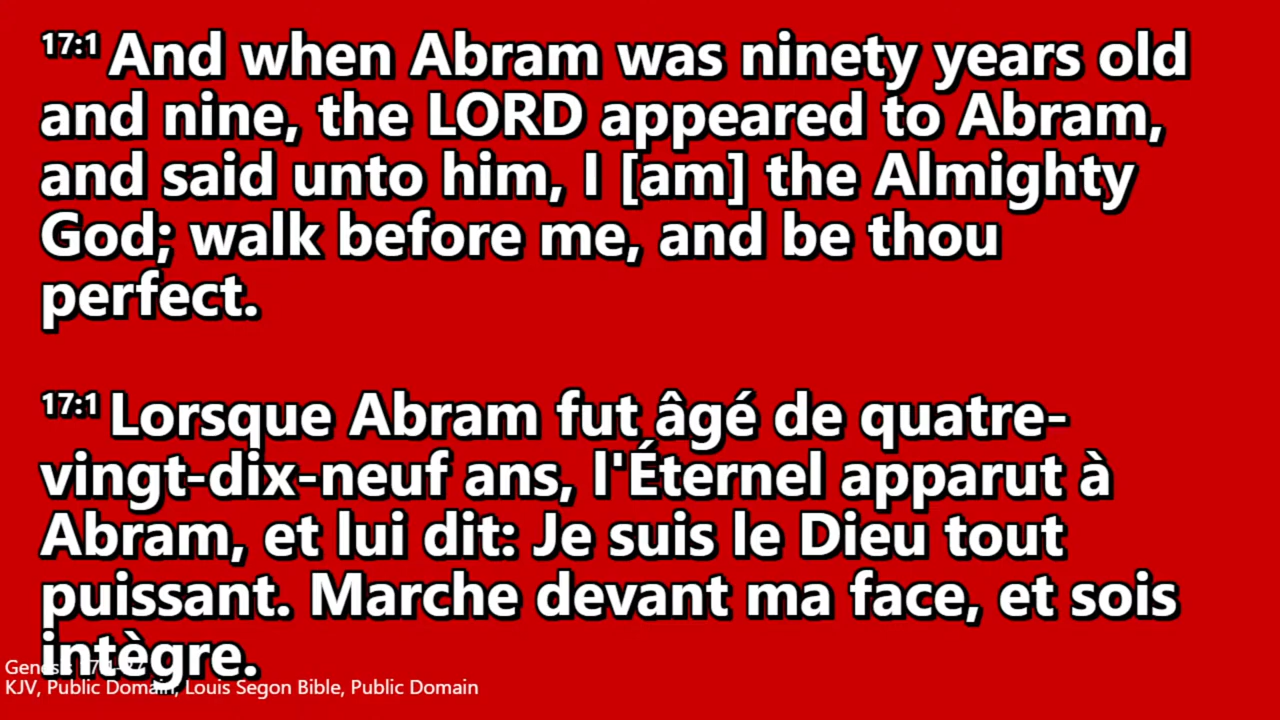 17:1 And when Abram was ninety years old
and nine, the LORD appeared to Abram,
and said unto him, I [am] the Almighty
God; walk before me, and be thou
perfect.
17:1 Lorsque Abram fut âgé de quatre-
vingt-dix-neuf ans, l'Éternel apparut à
Abram, et lui dit: Je suis le Dieu tout
puissant. Marche devant ma face, et sois
intègre.
Genesis
KJV, Public Domain, Louis Segon Bible, Public Domain